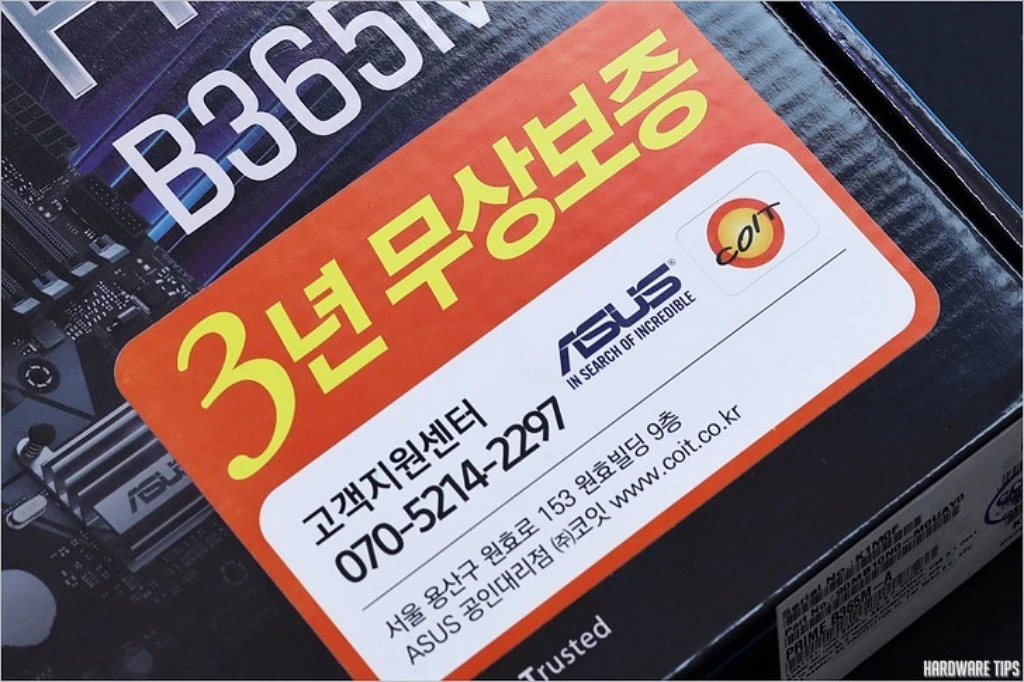 B365M
3년 무상보증
COIT
ASUS®
IN SEARCH OF INCREDIBLE
고객지원센터
070-5214-2297
서울 용산구 원효로 153 원효빌딩 9층
ASUS 공인대리점 ㈜코잇 www.coit.co.kr
ASUS
Trusted
PRIME B365M
HARDWARE TIPS